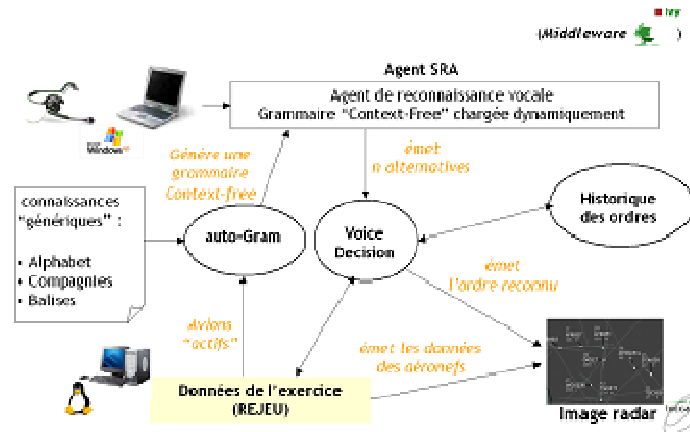 Ivy
(Middleware )
Agent SRA
Agent de reconnaissance vocale
Grammaire "Context-Free" chargée dynamiquement
Windows
Génère une
grammaire
Context-free
émet
n alternatives
connaissances
"génériques" :
• Alphabet
• Compagnies
• Balises
auto-Gram
Voice
Decision
Historique
des ordres
émet
l'ordre reconnu
Avions
"actifs"
émet les données
des aéronefs
Données de l'exercice
(REJEU)
Image radar